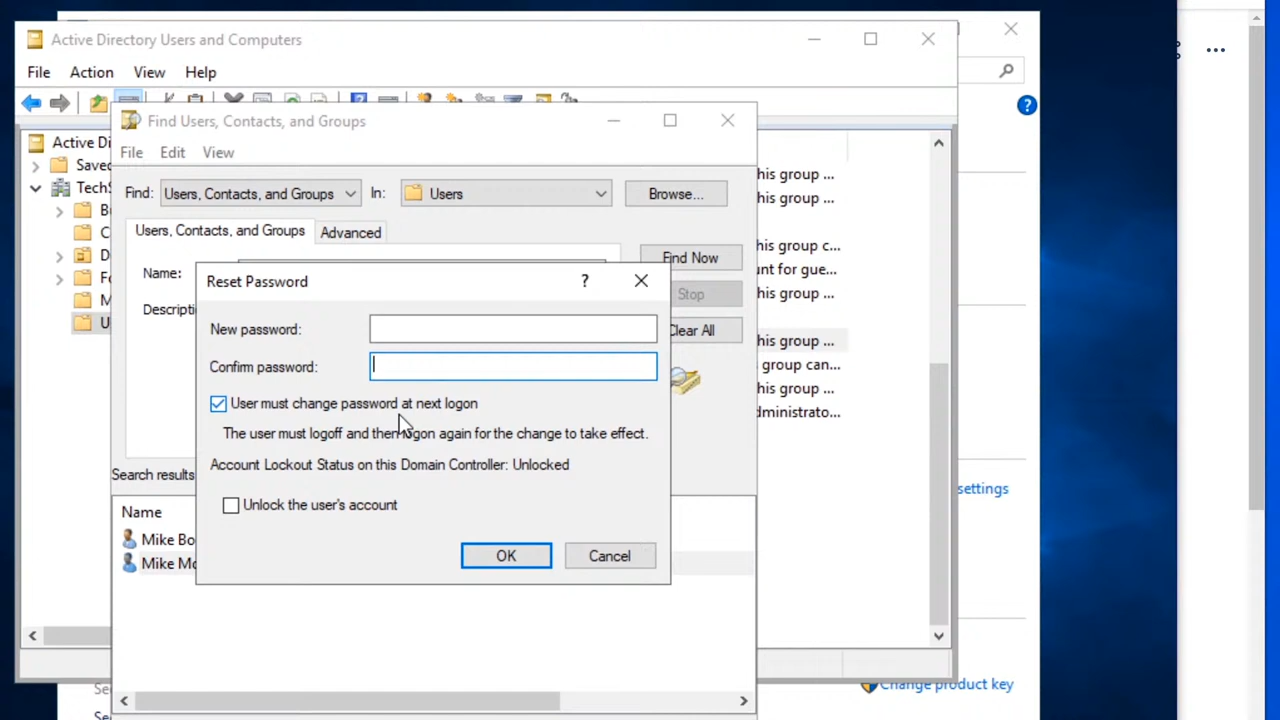 Active Directory Users and Computers
File Action View Help
Find Users, Contacts, and Groups
File Edit View
Active Di
Saved
TechS
Find: Users, Contacts, and Groups In: Users Browse...
Users, Contacts, and Groups Advanced
Name:
Find Now
Stop
Clear All
Descripti
Reset Password
New password:
Confirm password:
User must change password at next logon
The user must logoff and then logon again for the change to take effect.
Account Lockout Status on this Domain Controller: Unlocked
Unlock the user's account
OK Cancel
Search results
Name
Mike Bo
Mike Mc
his group ...
his group ...
his group c...
unt for gue...
his group ...
his group ...
group can...
his group ...
dministrato...
settings
Change product key